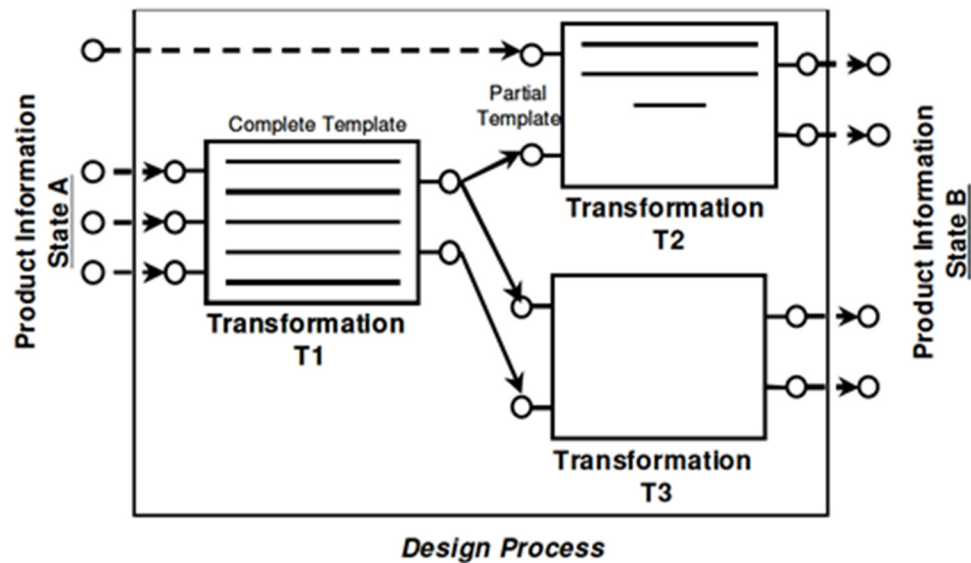 Product Information
State A
Complete Template
Transformation
T1
Partial
Template
Transformation
T2
Transformation
T3
Product Information
State B
Design Process